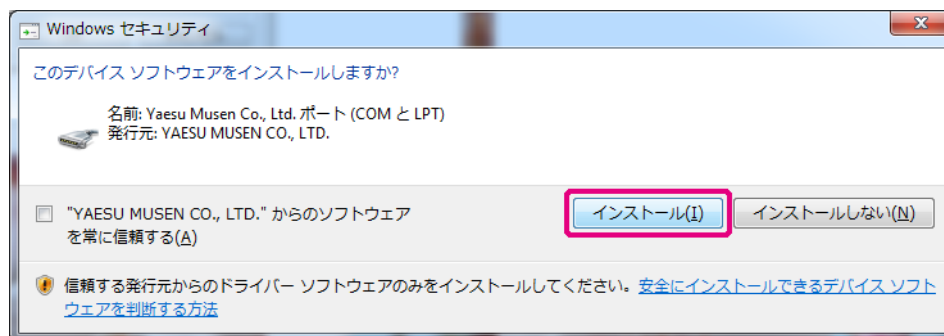 Windows セキュリティ
このデバイス ソフトウェアをインストールしますか?
名前: Yaesu Musen Co., Ltd. ポート (COM と LPT)
発行元: YAESU MUSEN CO., LTD.
"YAESU MUSEN CO., LTD." からのソフトウェア
を常に信頼する(A)
インストール(I)
インストールしない(N)
信頼する発行元からのドライバー ソフトウェアのみをインストールしてください。安全にインストールできるデバイス ソフト
ウェアを判断する方法